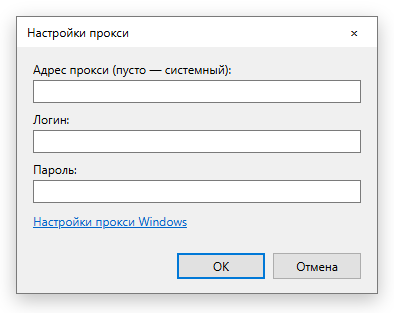 Настройки прокси
Адрес прокси (пусто — системный):
Логин:
Пароль:
Настройки прокси Windows
OK
Отмена